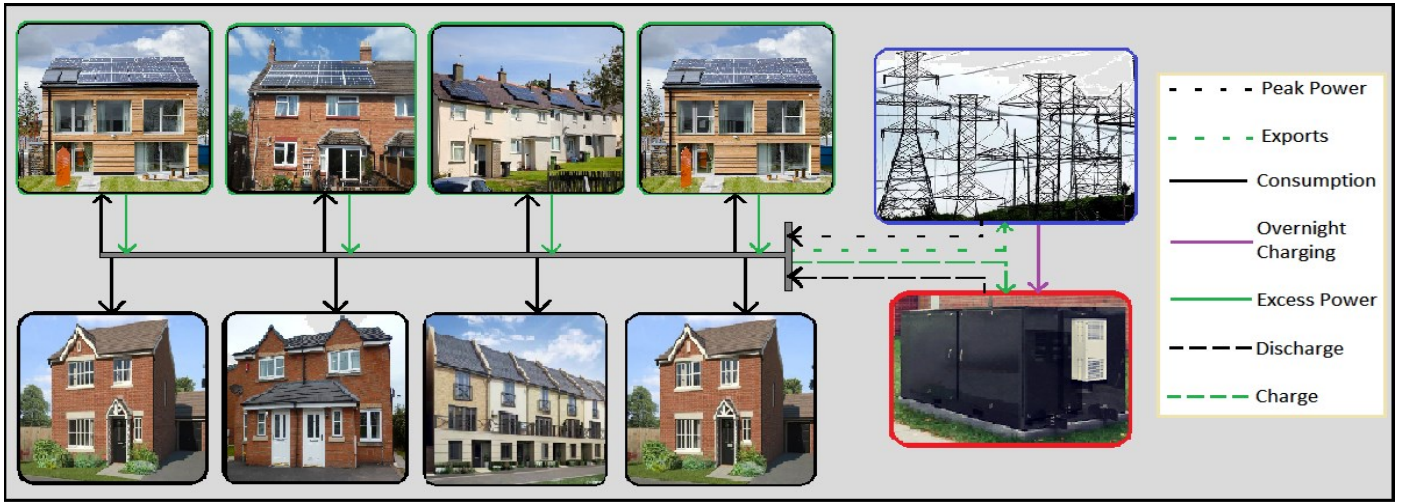 Peak Power
Exports
Consumption
Overnight
Charging
Excess Power
Discharge
Charge